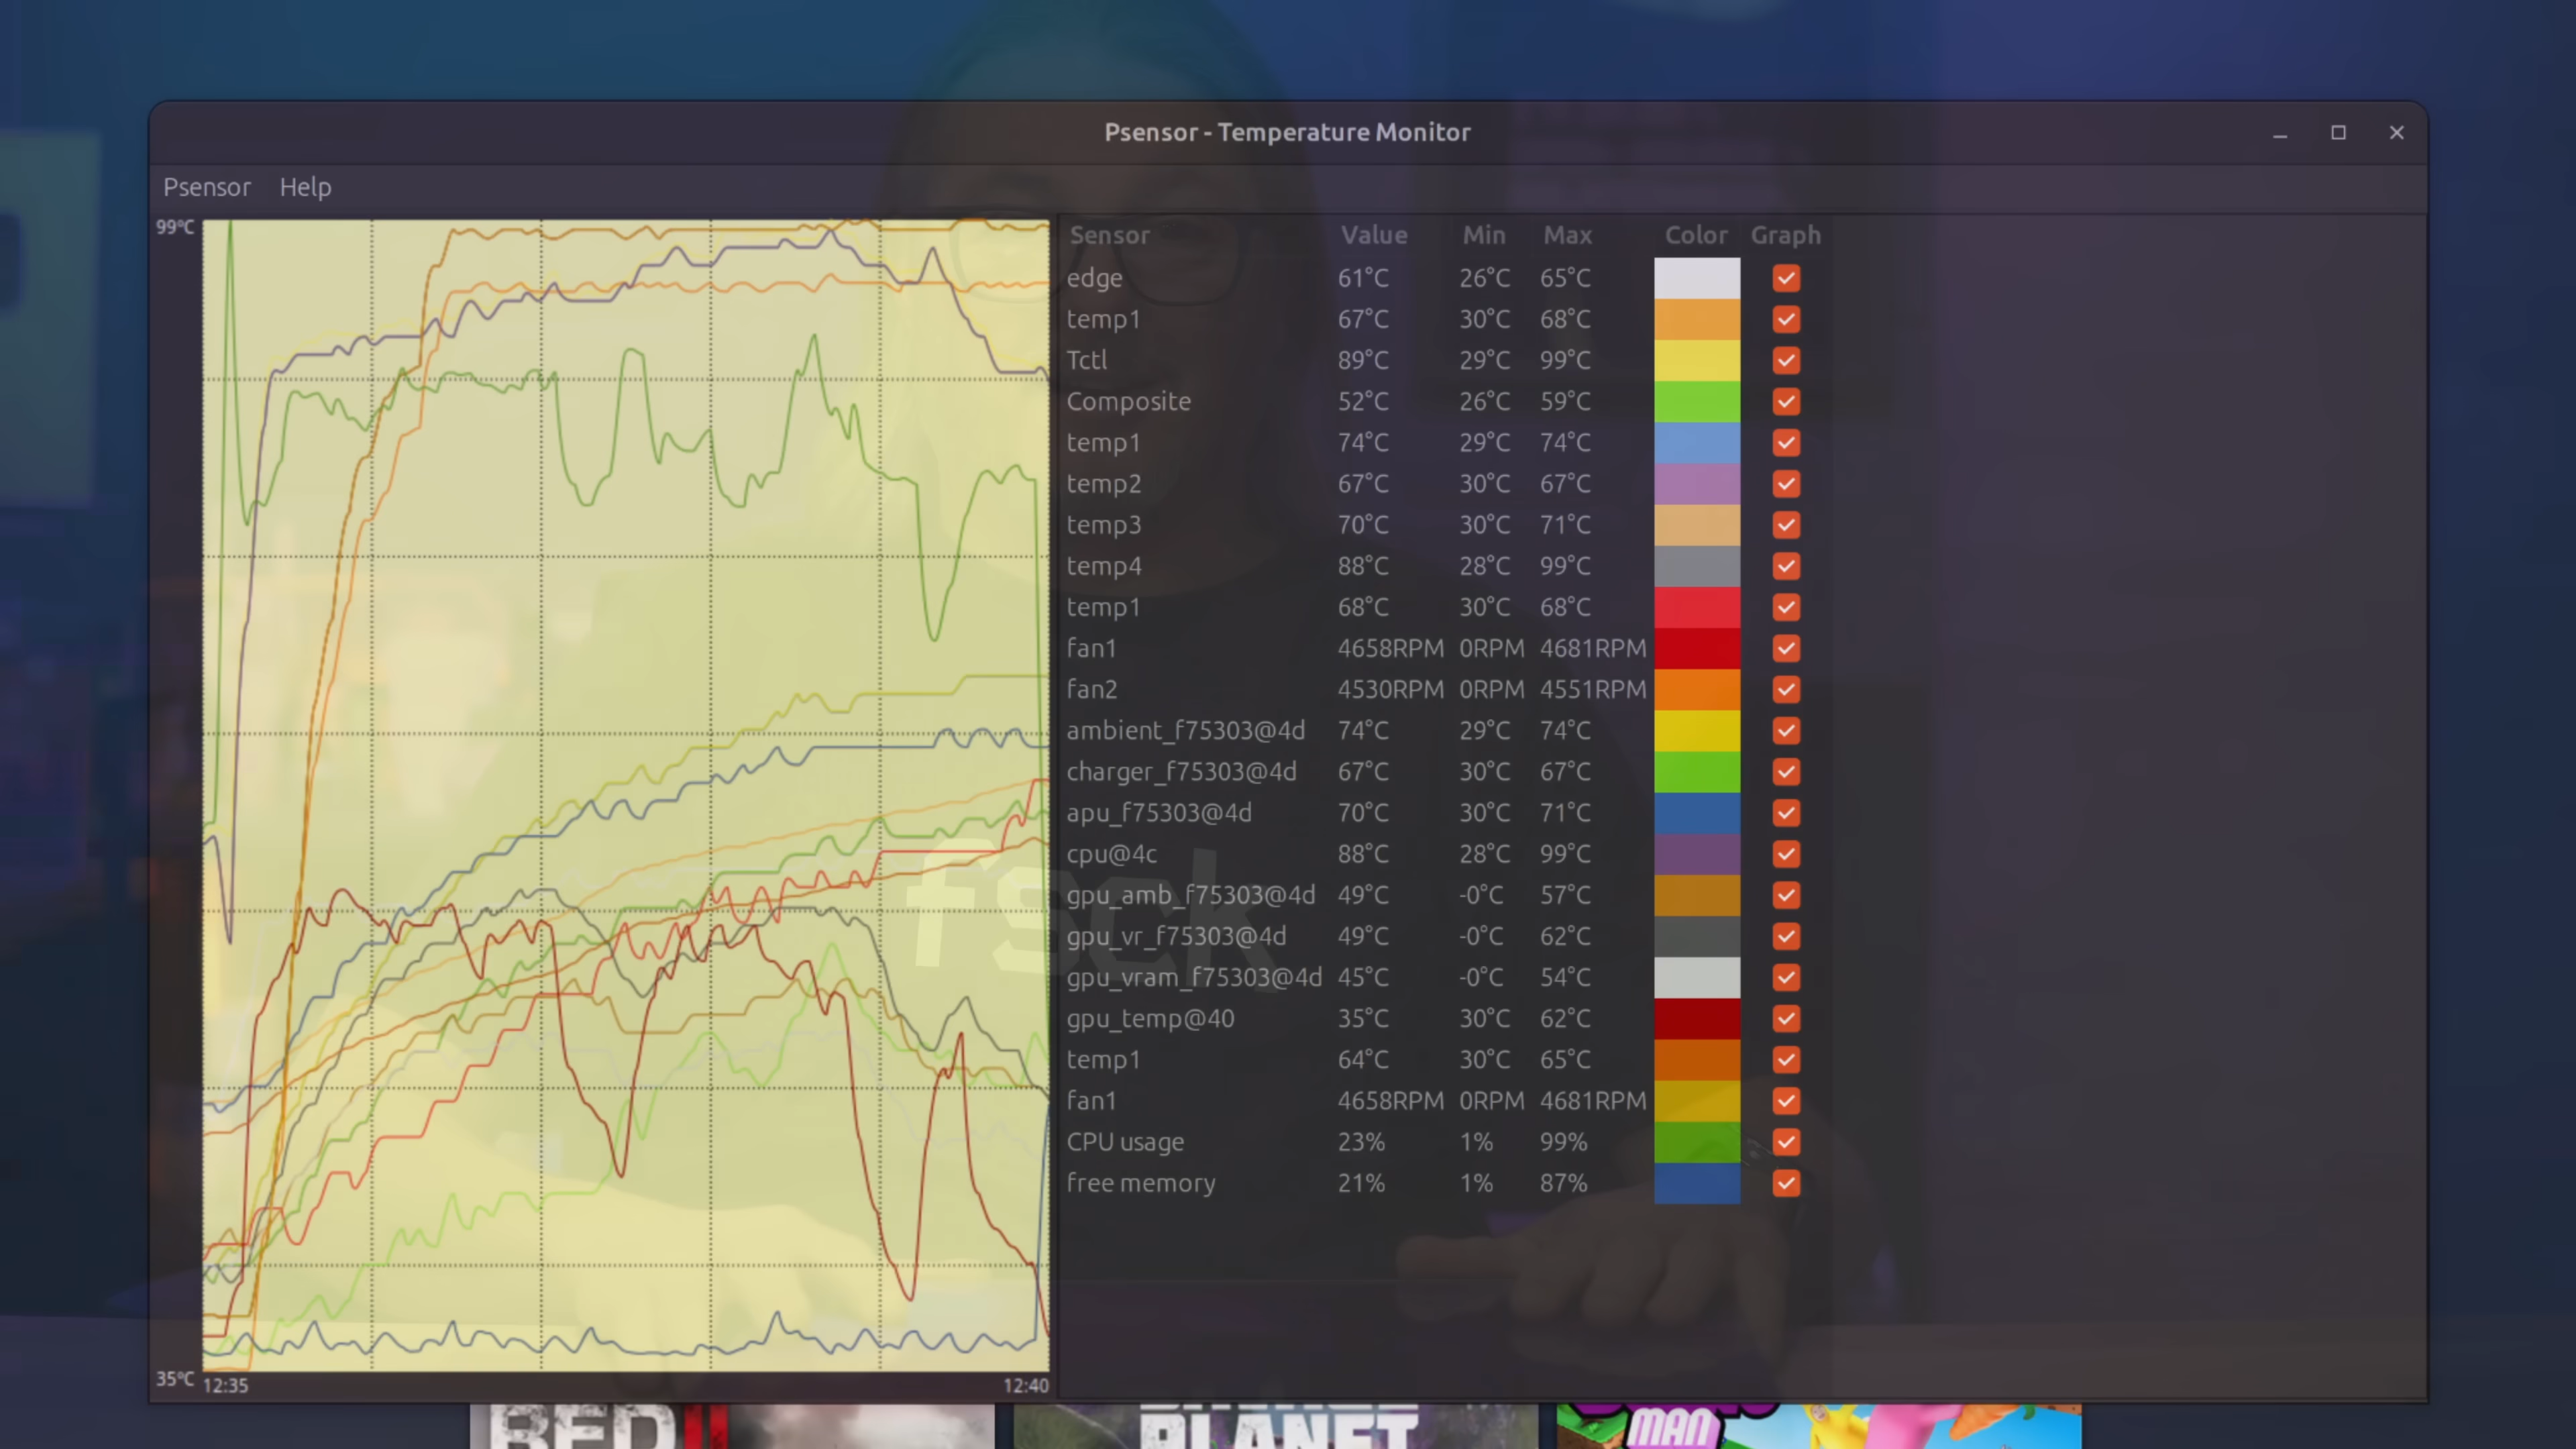 Psensor - Temperature Monitor
Psensor Help
99°C
35°C
12:35 12:40
Sensor Value Min Max Color Graph
edge 61°C 26°C 65°C
temp1 67°C 30°C 68°C
Tctl 89°C 29°C 99°C
Composite 52°C 26°C 59°C
temp1 74°C 29°C 74°C
temp2 67°C 30°C 67°C
temp3 70°C 30°C 71°C
temp4 88°C 28°C 99°C
temp1 68°C 30°C 68°C
fan1 4658RPM 0RPM 4681RPM
fan2 4530RPM 0RPM 4551RPM
ambient_f75303@4d 74°C 29°C 74°C
charger_f75303@4d 67°C 30°C 67°C
apu_f75303@4d 70°C 30°C 71°C
cpu@4c 88°C 28°C 99°C
gpu_amb_f75303@4d 49°C -0°C 57°C
gpu_vr_f75303@4d 49°C -0°C 62°C
gpu_vram_f75303@4d 45°C -0°C 54°C
gpu_temp@40 35°C 30°C 62°C
temp1 64°C 30°C 65°C
fan1 4658RPM 0RPM 4681RPM
CPU usage 23% 1% 99%
free memory 21% 1% 87%
fsck
RED II
PLANET
MAN